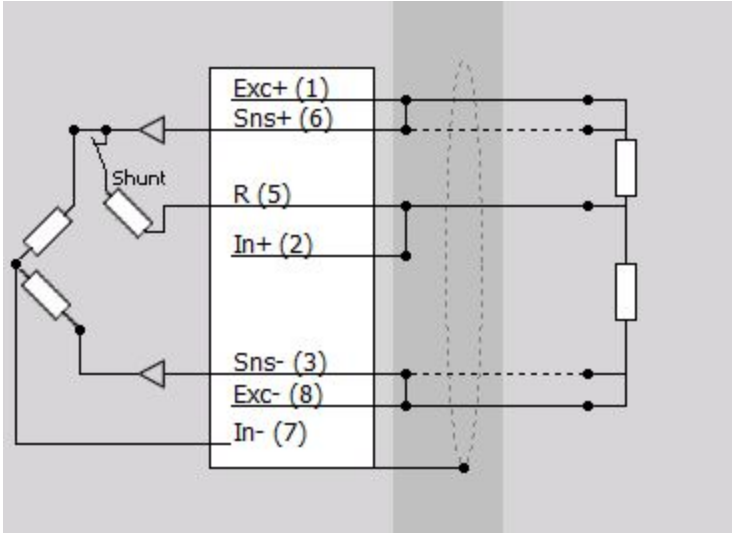 Exc+ (1)
Sns+ (6)
Shunt
R (5)
In+ (2)
Sns- (3)
Exc- (8)
In- (7)